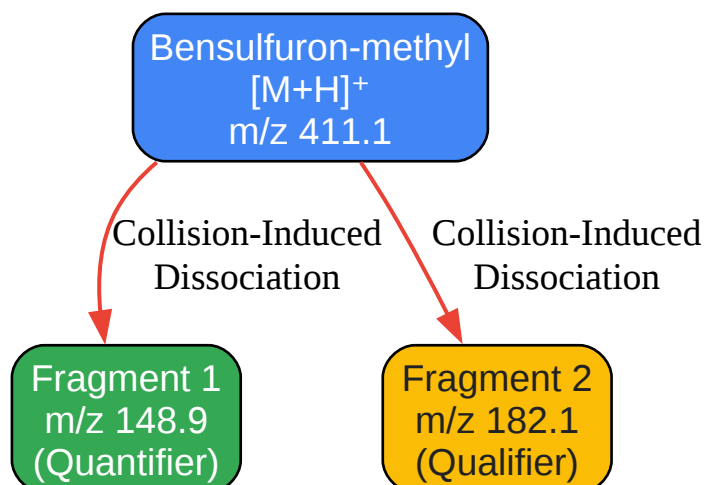 Bensulfuron-methyl
[M+H]⁺
m/z 411.1
Collision-Induced
Dissociation
Collision-Induced
Dissociation
Fragment 1
m/z 148.9
(Quantifier)
Fragment 2
m/z 182.1
(Qualifier)